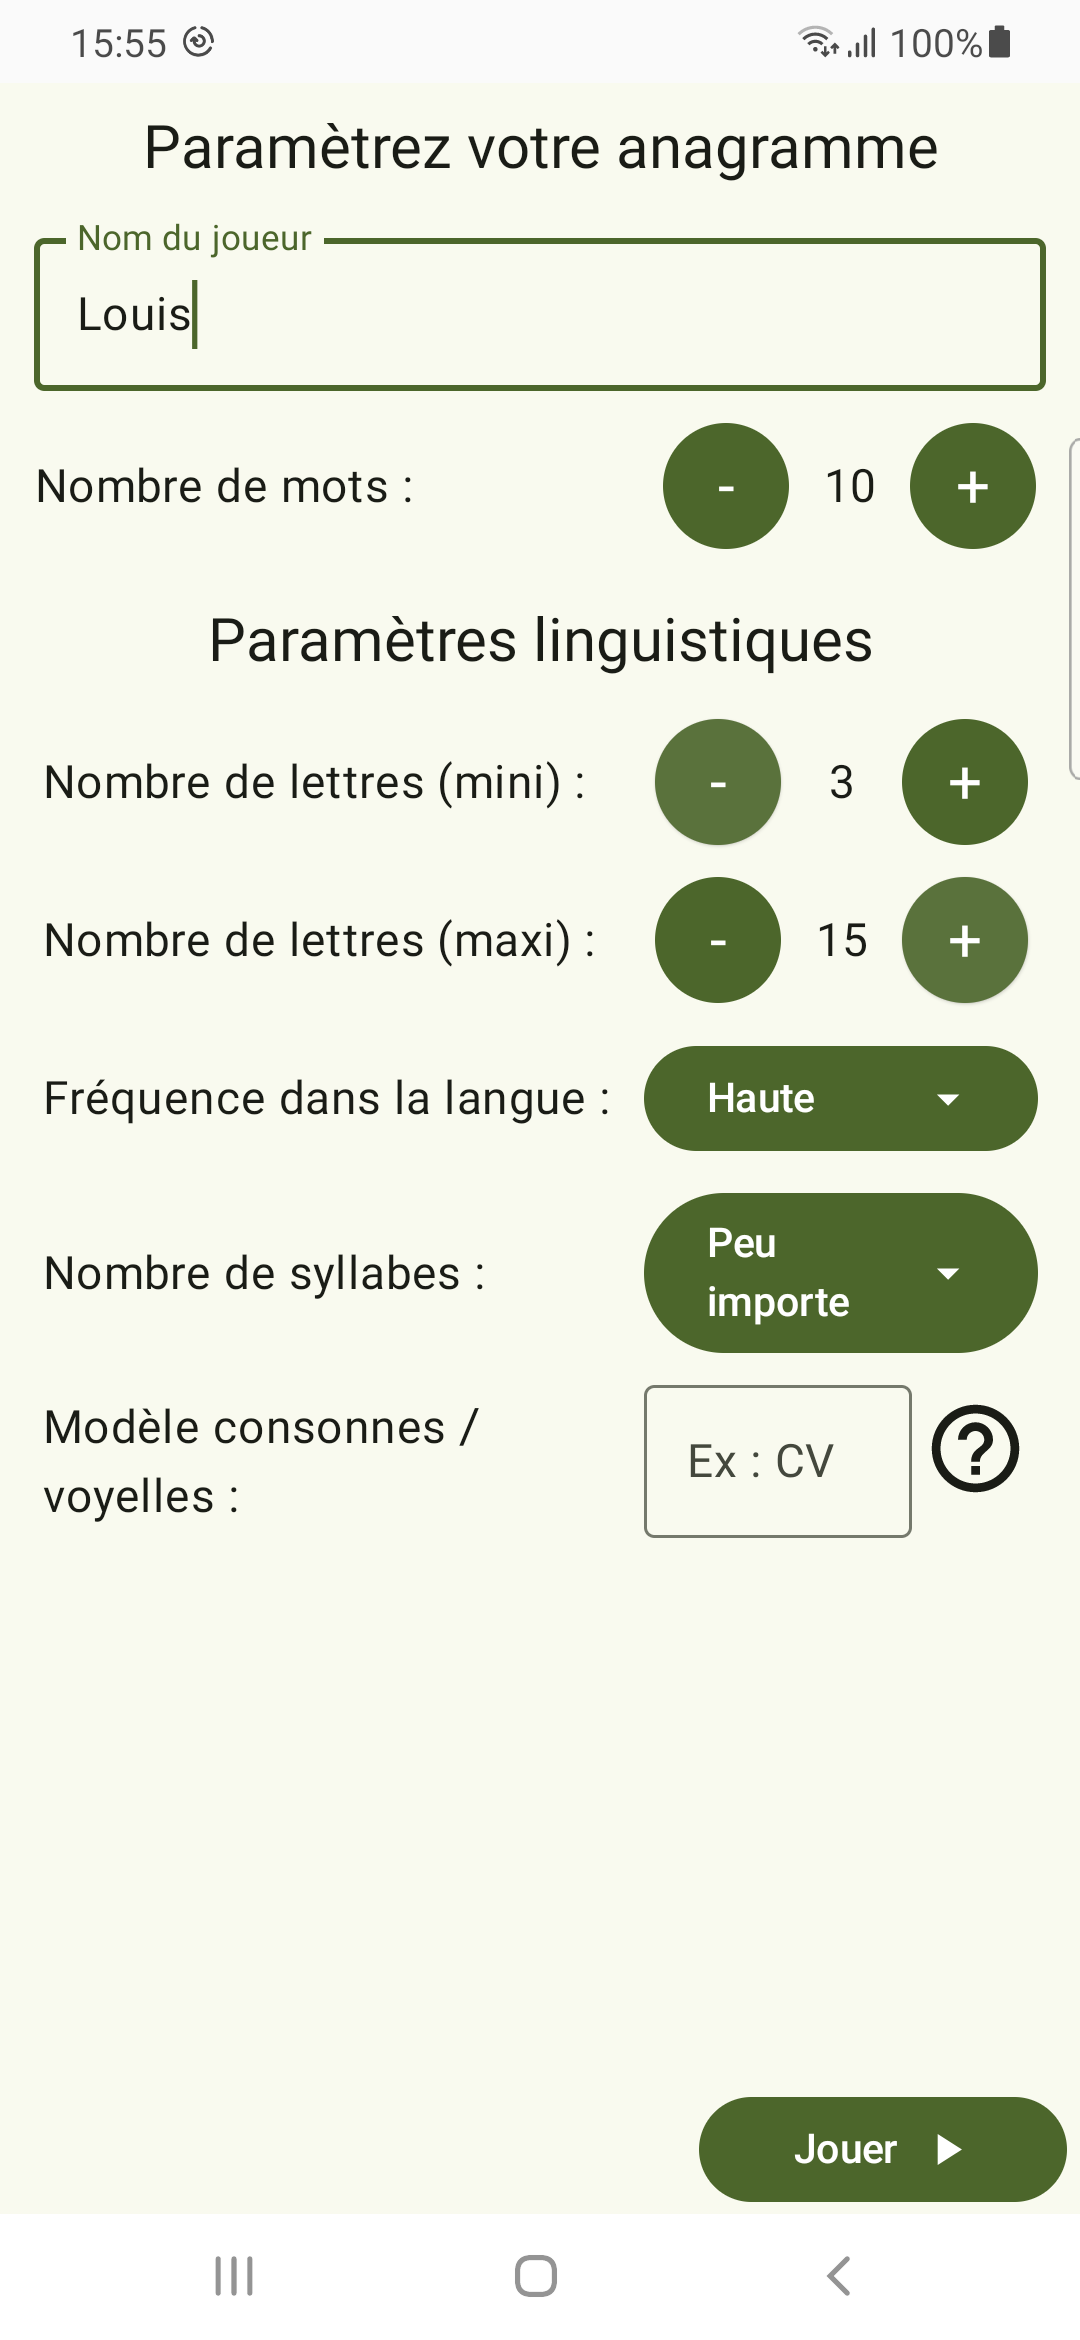 15:55 100%
Paramètrez votre anagramme
Nom du joueur
Louis
Nombre de mots : - 10 +
Paramètres linguistiques
Nombre de lettres (mini) : - 3 +
Nombre de lettres (maxi) : - 15 +
Fréquence dans la langue : Haute
Nombre de syllabes : Peu
importe
Modèle consonnes /
voyelles :
Ex : CV ?
Jouer